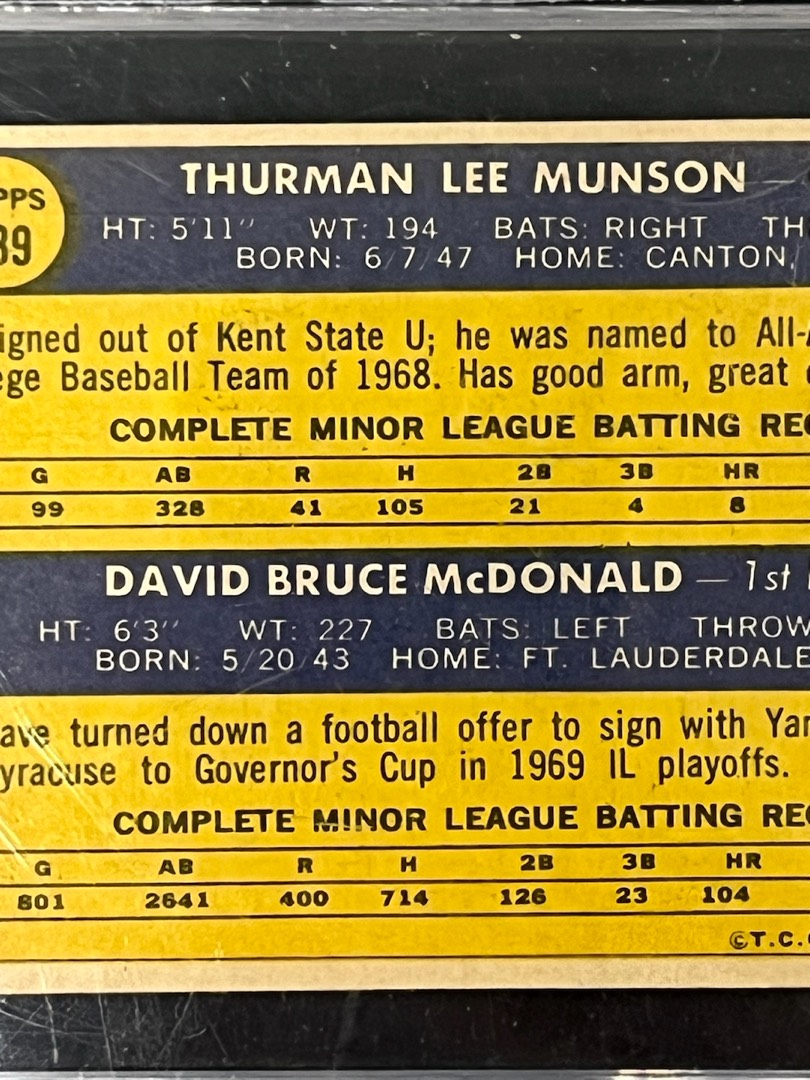 PPS
89
THURMAN LEE MUNSON —
HT: 5'11" WT: 194 BATS: RIGHT TH
BORN: 6/7/47 HOME: CANTON,
igned out of Kent State U; he was named to All-A
ege Baseball Team of 1968. Has good arm, great
COMPLETE MINOR LEAGUE BATTING REC
G AB R H 2B 3B HR
99 328 41 105 21 4 8
DAVID BRUCE McDONALD — 1st
HT: 6'3" WT: 227 BATS: LEFT THROW
BORN: 5/20/43 HOME: FT. LAUDERDALE
ave turned down a football offer to sign with Yan
yracuse to Governor's Cup in 1969 IL playoffs.
COMPLETE MINOR LEAGUE BATTING REC
G AB R H 2B 3B HR
801 2641 400 714 126 23 104
©T.C.G